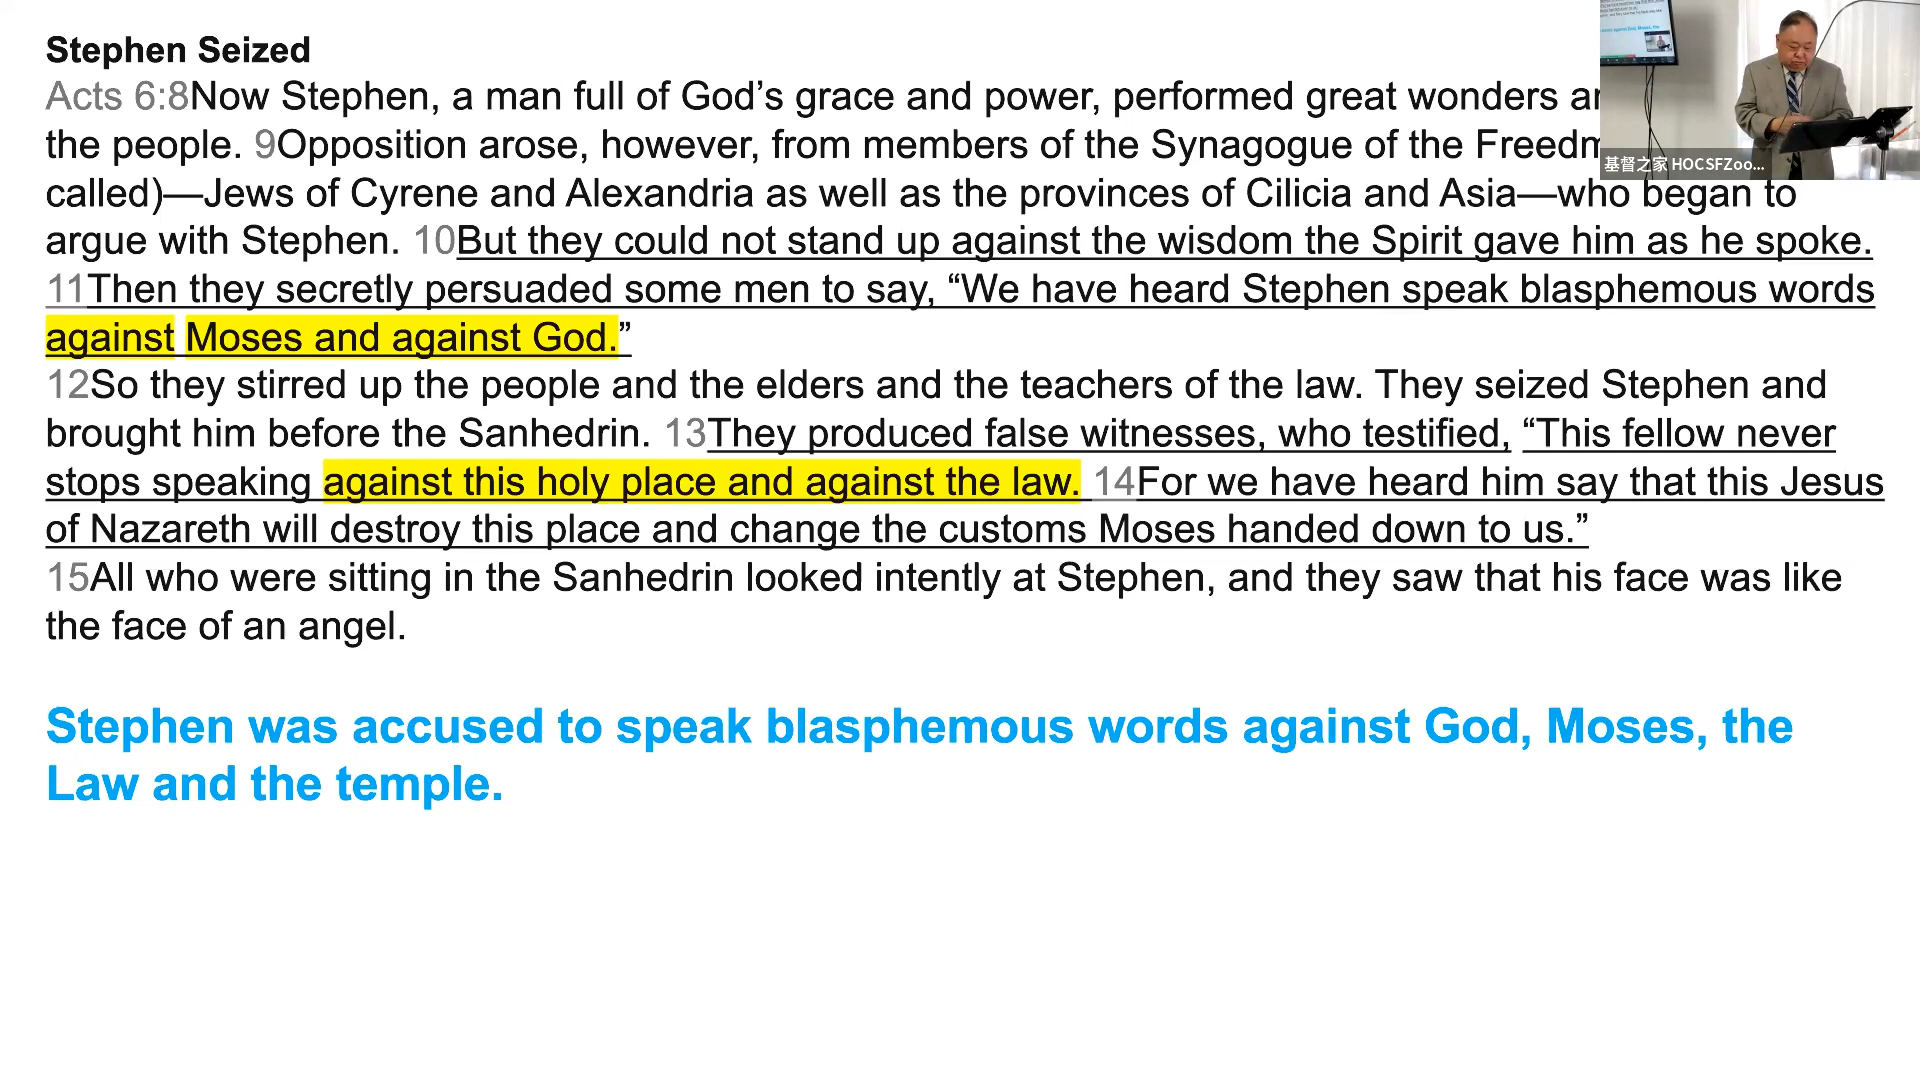 Stephen Seized
Acts 6:8Now Stephen, a man full of God’s grace and power, performed great wonders
the people. 9Opposition arose, however, from members of the Synagogue of the
called)—Jews of Cyrene and Alexandria as well as the provinces of Cilicia and Asia—who began to
argue with Stephen. 10But they could not stand up against the wisdom the Spirit gave him as he spoke.
11Then they secretly persuaded some men to say, “We have heard Stephen speak blasphemous words
against Moses and against God.”
12So they stirred up the people and the elders and the teachers of the law. They seized Stephen and
brought him before the Sanhedrin. 13They produced false witnesses, who testified, “This fellow never
stops speaking against this holy place and against the law. 14For we have heard him say that this Jesus
of Nazareth will destroy this place and change the customs Moses handed down to us.”
15All who were sitting in the Sanhedrin looked intently at Stephen, and they saw that his face was like
the face of an angel.
Stephen was accused to speak blasphemous words against God, Moses, the
Law and the temple.
基督之家 HOCSFZoo...